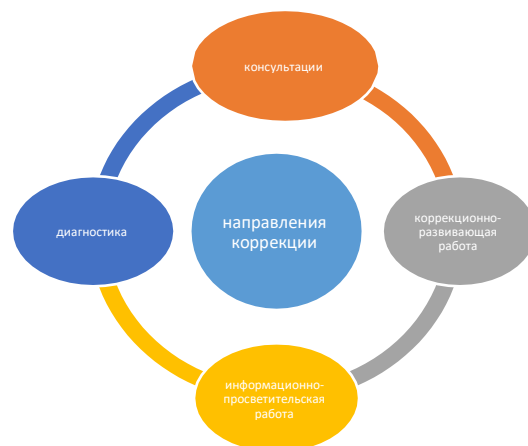 консультации
диагностика
направления
коррекции
коррекционно-
развивающая
работа
информационно-
просветительская
работа